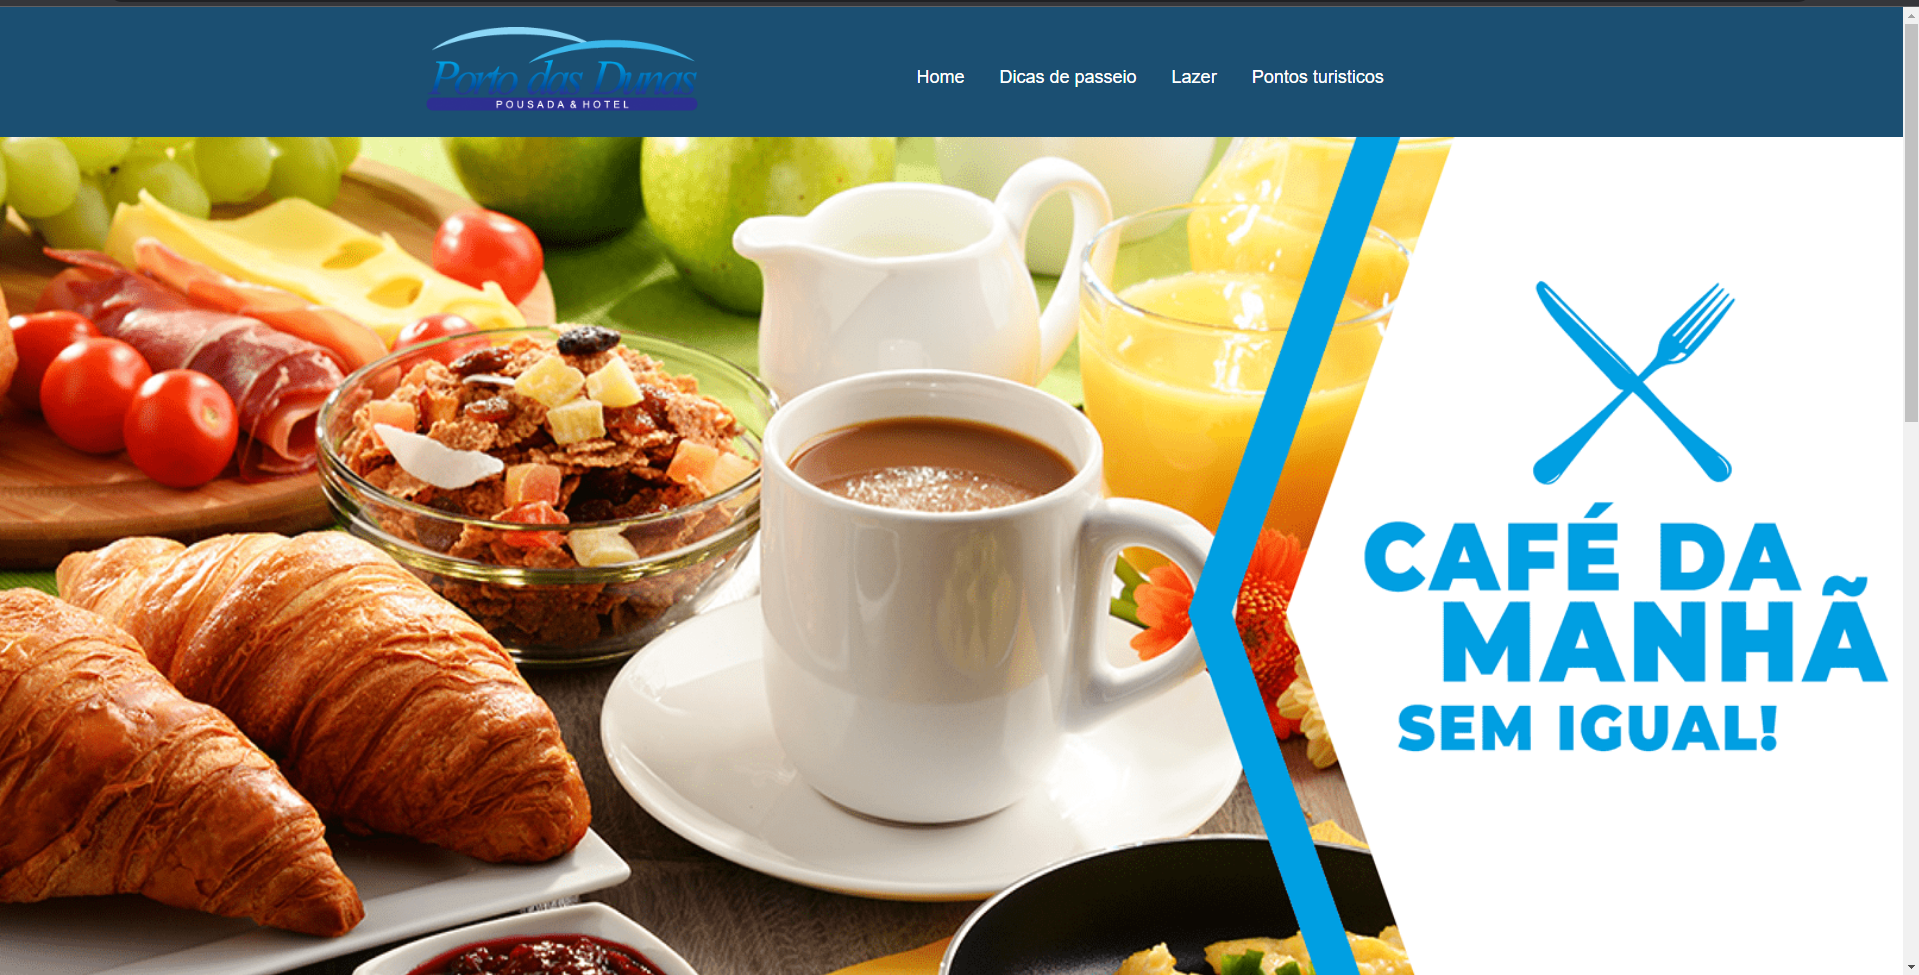 Porto das Dunas
POUSADA & HOTEL
Home
Dicas de passeio
Lazer
Pontos turisticos
CAFÉ DA
MANHÃ
SEM IGUAL!